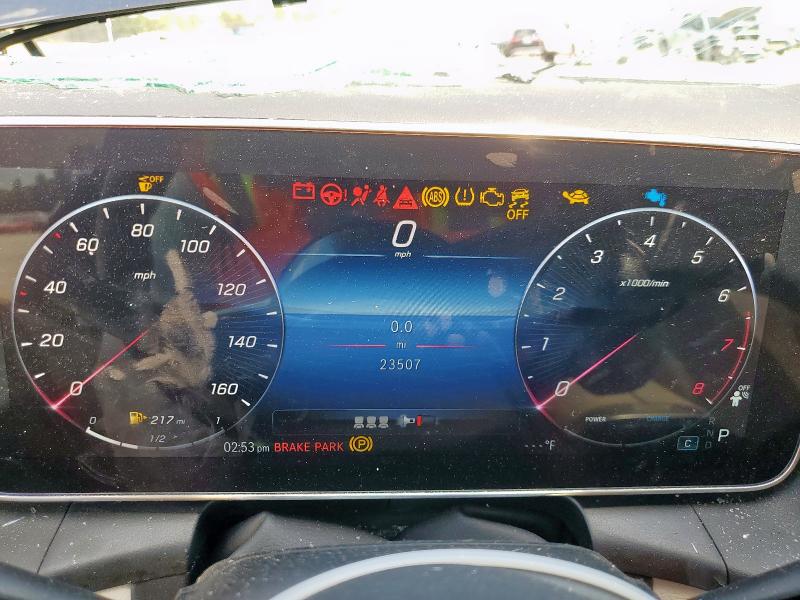 OFF
ABS
OFF
80
60
100
mph
40
120
20
140
0
160
0
217 mi
1
1/2
0
mph
0.0
mi
23507
02:53 pm BRAKE PARK P
°F
4
3
5
x1000/min
2
6
1
7
0
8
POWER
CHARGE
OFF
R
N
D
P
C